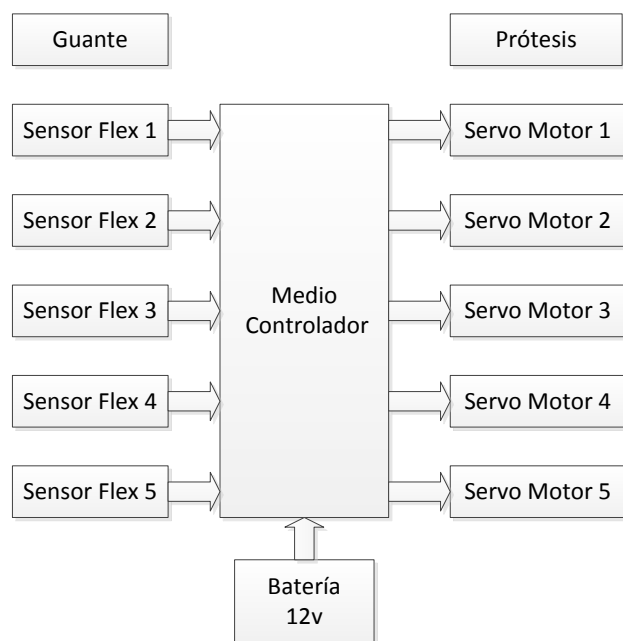 Guante
Prótesis
Sensor Flex 1
Servo Motor 1
Sensor Flex 2
Servo Motor 2
Sensor Flex 3
Medio
Controlador
Servo Motor 3
Sensor Flex 4
Servo Motor 4
Sensor Flex 5
Servo Motor 5
Batería
12v